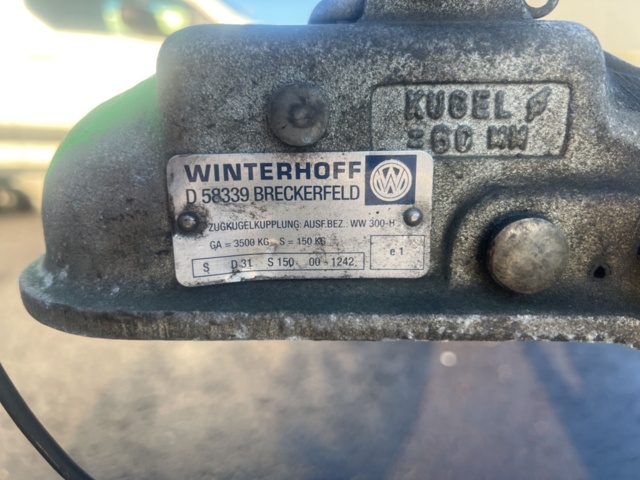 KUGEL ø
=60 MM
WINTERHOFF
D 58339 BRECKERFELD
ZUGKUGELKUPPLUNG: AUSF.BEZ.: WW 300-H
GA = 3500 KG S = 150 KG
e 1
S D 31 S 150 00 - 1242